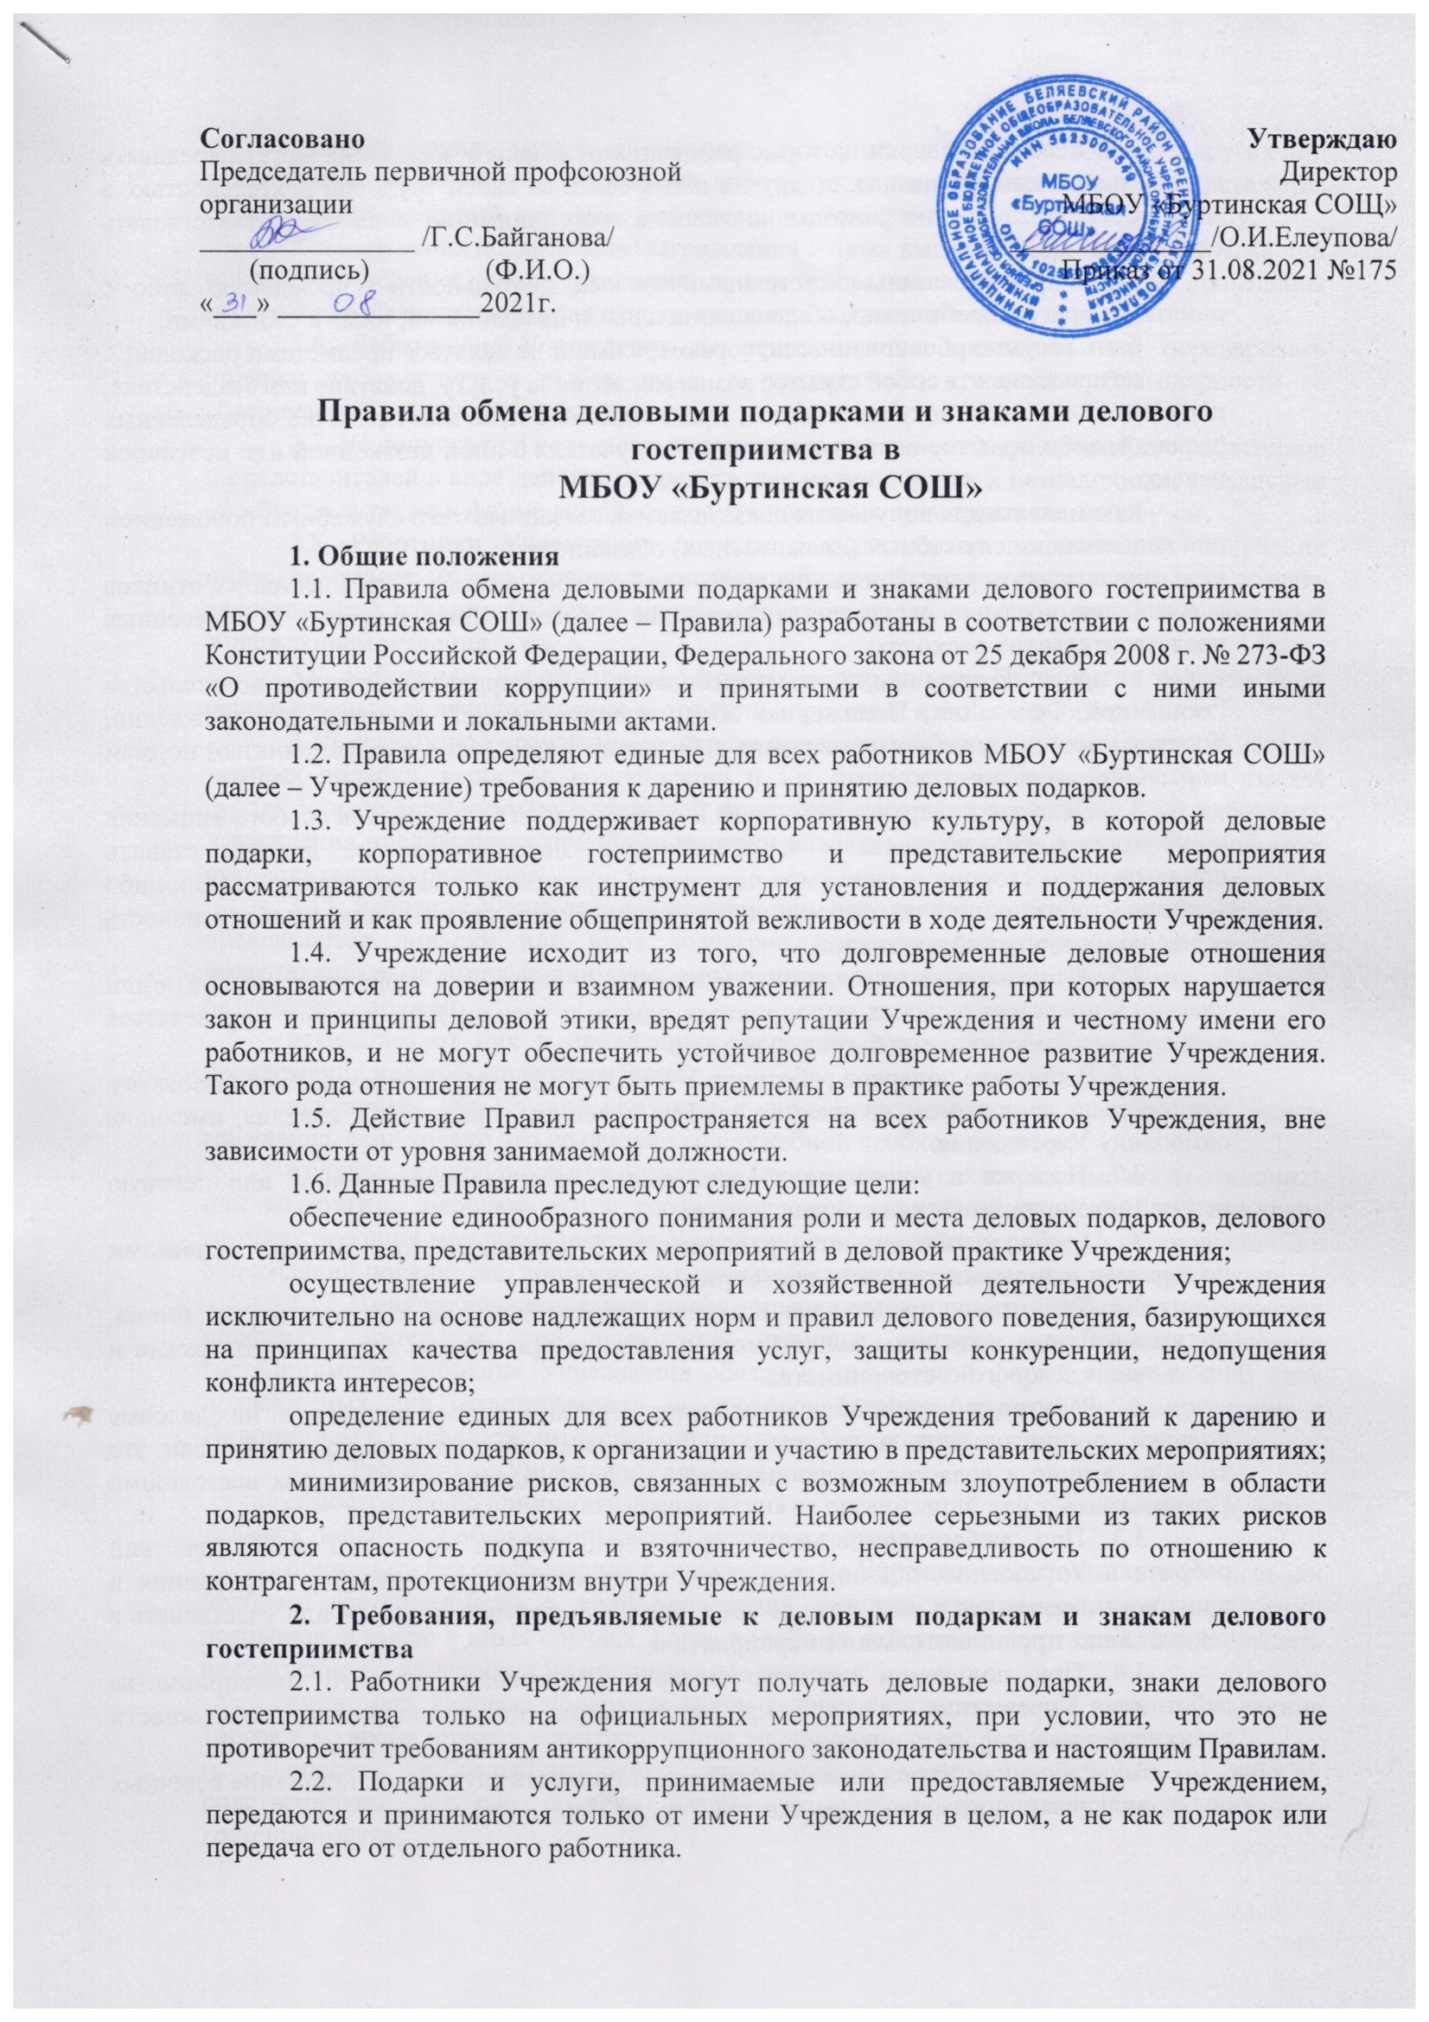 Согласовано
Председатель первичной профсоюзной
организации
/Г.С.Байганова/
(подпись) (Ф.И.О.)
« 31 » 08 2021г.
Утверждаю
Директор
МБОУ «Буртинская СОЩ»
/О.И.Елеупова/
Приказ от 31.08.2021 №175
МУНИЦИПАЛЬНОЕ ОБРАЗОВАНИЕ БЕЛЯЕВСКИЙ РАЙОН ОРЕНБУРГСКОЙ ОБЛАСТИ
МУНИЦИПАЛЬНОЕ БЮДЖЕТНОЕ ОБЩЕОБРАЗОВАТЕЛЬНОЕ УЧРЕЖДЕНИЕ
ИНН 5623004549
МБОУ
«Буртинская
СОШ»
Правила обмена деловыми подарками и знаками делового
гостеприимства в
МБОУ «Буртинская СОШ»
1. Общие положения
1.1. Правила обмена деловыми подарками и знаками делового гостеприимства в
МБОУ «Буртинская СОШ» (далее – Правила) разработаны в соответствии с положениями
Конституции Российской Федерации, Федерального закона от 25 декабря 2008 г. № 273-ФЗ
«О противодействии коррупции» и принятыми в соответствии с ними иными
законодательными и локальными актами.
1.2. Правила определяют единые для всех работников МБОУ «Буртинская СОШ»
(далее – Учреждение) требования к дарению и принятию деловых подарков.
1.3. Учреждение поддерживает корпоративную культуру, в которой деловые
подарки, корпоративное гостеприимство и представительские мероприятия
рассматриваются только как инструмент для установления и поддержания деловых
отношений и как проявление общепринятой вежливости в ходе деятельности Учреждения.
1.4. Учреждение исходит из того, что долговременные деловые отношения
основываются на доверии и взаимном уважении. Отношения, при которых нарушается
закон и принципы деловой этики, вредят репутации Учреждения и честному имени его
работников, и не могут обеспечить устойчивое долговременное развитие Учреждения.
Такого рода отношения не могут быть приемлемы в практике работы Учреждения.
1.5. Действие Правил распространяется на всех работников Учреждения, вне
зависимости от уровня занимаемой должности.
1.6. Данные Правила преследуют следующие цели:
обеспечение единообразного понимания роли и места деловых подарков, делового
гостеприимства, представительских мероприятий в деловой практике Учреждения;
осуществление управленческой и хозяйственной деятельности Учреждения
исключительно на основе надлежащих норм и правил делового поведения, базирующихся
на принципах качества предоставления услуг, защиты конкуренции, недопущения
конфликта интересов;
определение единых для всех работников Учреждения требований к дарению и
принятию деловых подарков, к организации и участию в представительских мероприятиях;
минимизирование рисков, связанных с возможным злоупотреблением в области
подарков, представительских мероприятий. Наиболее серьезными из таких рисков
являются опасность подкупа и взяточничество, несправедливость по отношению к
контрагентам, протекционизм внутри Учреждения.
2. Требования, предъявляемые к деловым подаркам и знакам делового
гостеприимства
2.1. Работники Учреждения могут получать деловые подарки, знаки делового
гостеприимства только на официальных мероприятиях, при условии, что это не
противоречит требованиям антикоррупционного законодательства и настоящим Правилам.
2.2. Подарки и услуги, принимаемые или предоставляемые Учреждением,
передаются и принимаются только от имени Учреждения в целом, а не как подарок или
передача его от отдельного работника.